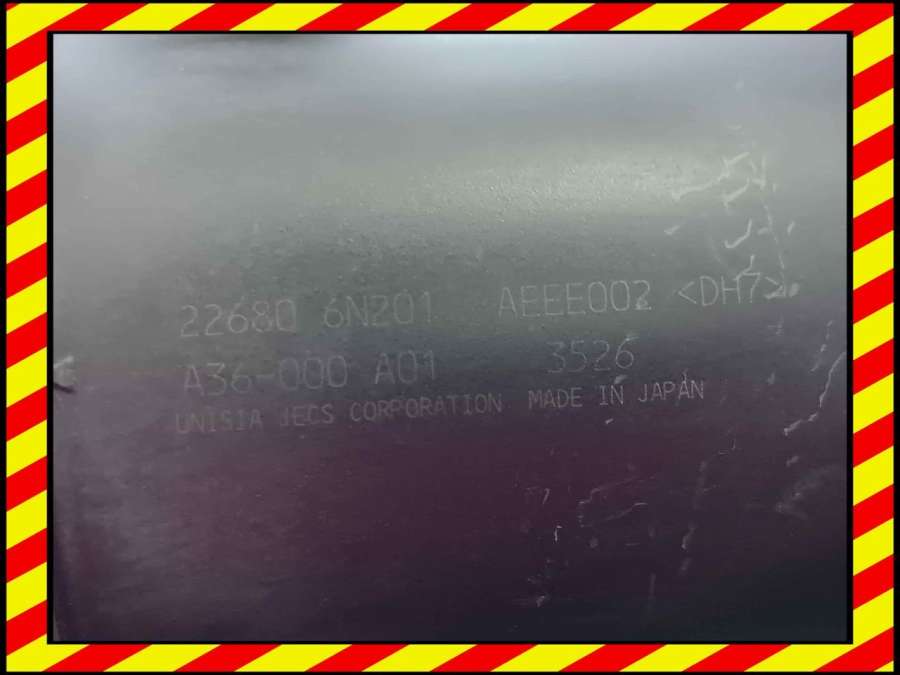 22680 6N201 AEEE002 <DH7>
A36-000 A01 3526
UNISIA JECS CORPORATION MADE IN JAPAN